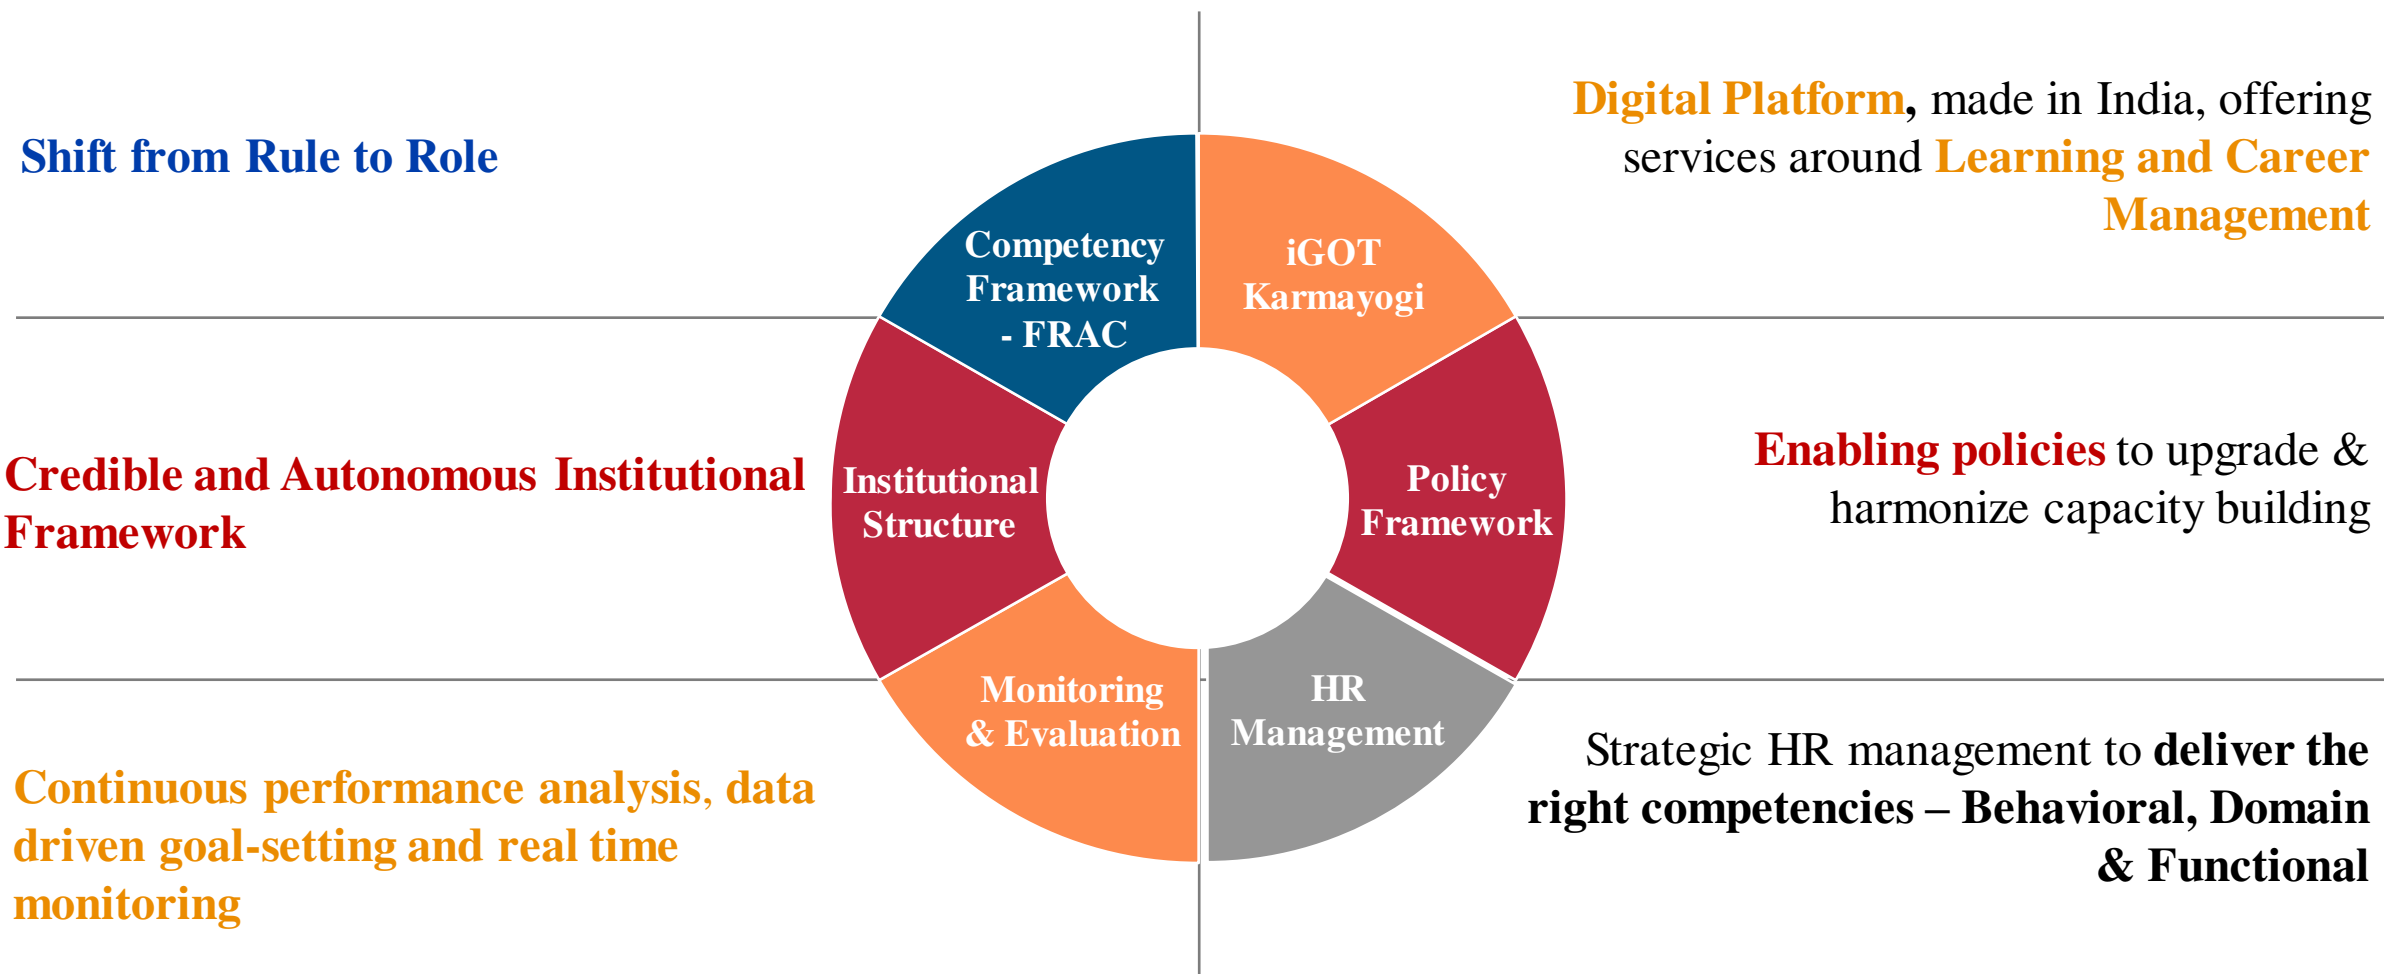 Shift from Rule to Role
Competency
Framework
- FRAC
iGOT
Karmayogi
Digital Platform, made in India, offering
services around Learning and Career
Management
Credible and Autonomous Institutional
Framework
Institutional
Structure
Policy
Framework
Enabling policies to upgrade &
harmonize capacity building
Continuous performance analysis, data
driven goal-setting and real time
monitoring
Monitoring
& Evaluation
HR
Management
Strategic HR management to deliver the
right competencies – Behavioral, Domain
& Functional